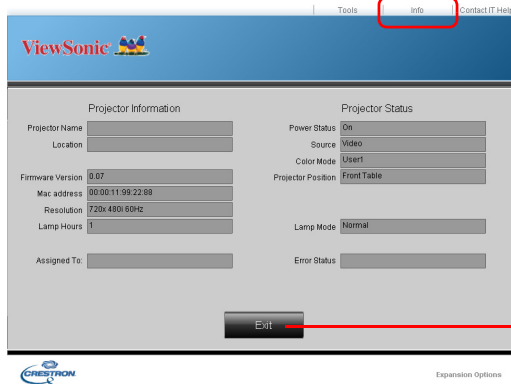 Tools Info Contact IT Help
ViewSonic
Projector Information
Projector Name
Location
Firmware Version 0.07
Mac address 00:00:11:99:22:88
Resolution 720x 480i 60Hz
Lamp Hours 1
Assigned To:
Projector Status
Power Status On
Source Video
Color Mode User1
Projector Position Front Table
Lamp Mode Normal
Error Status
Exit
CRESTRON
Expansion Options